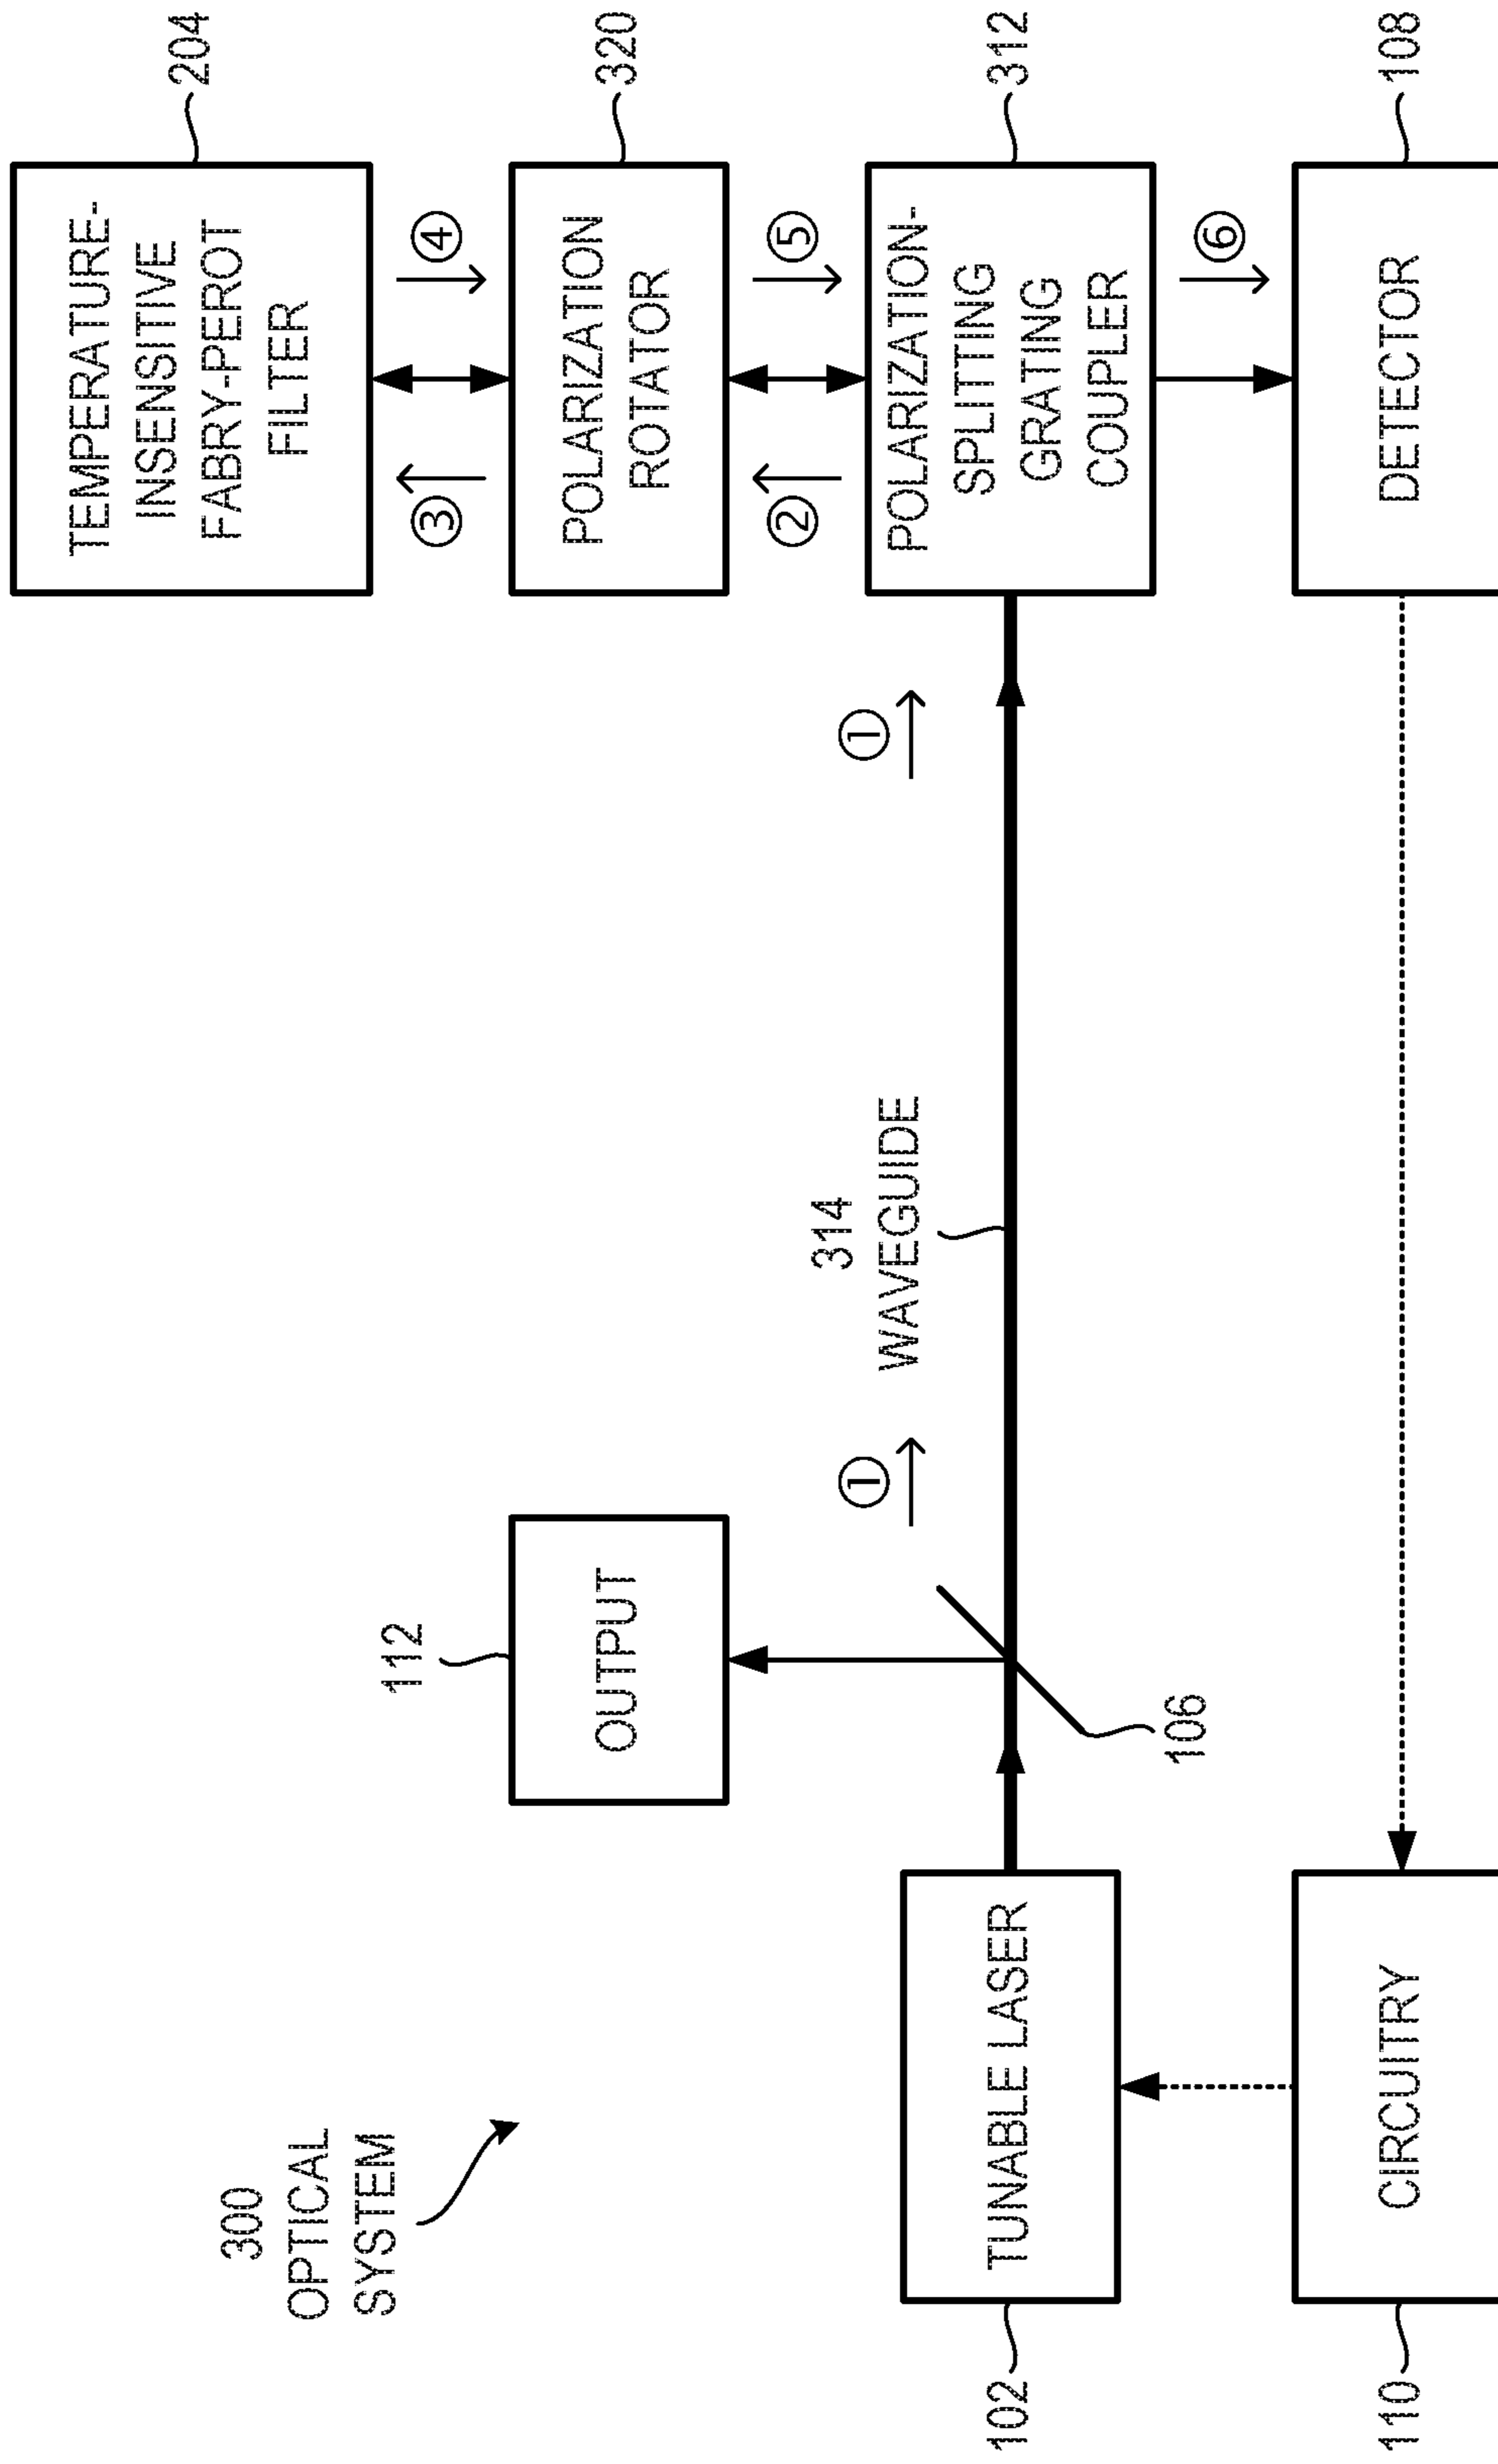 300
OPTICAL
SYSTEM
112
OUTPUT
102
TUNABLE LASER
106
①
314
WAVEGUIDE
①
TEMPERATURE-
INSENSITIVE
FABRY-PEROT
FILTER
204
③
④
POLARIZATION
ROTATOR
320
②
⑤
POLARIZATION-
SPLITTING
GRATING
COUPLER
312
⑥
110
CIRCUITRY
DETECTOR
108